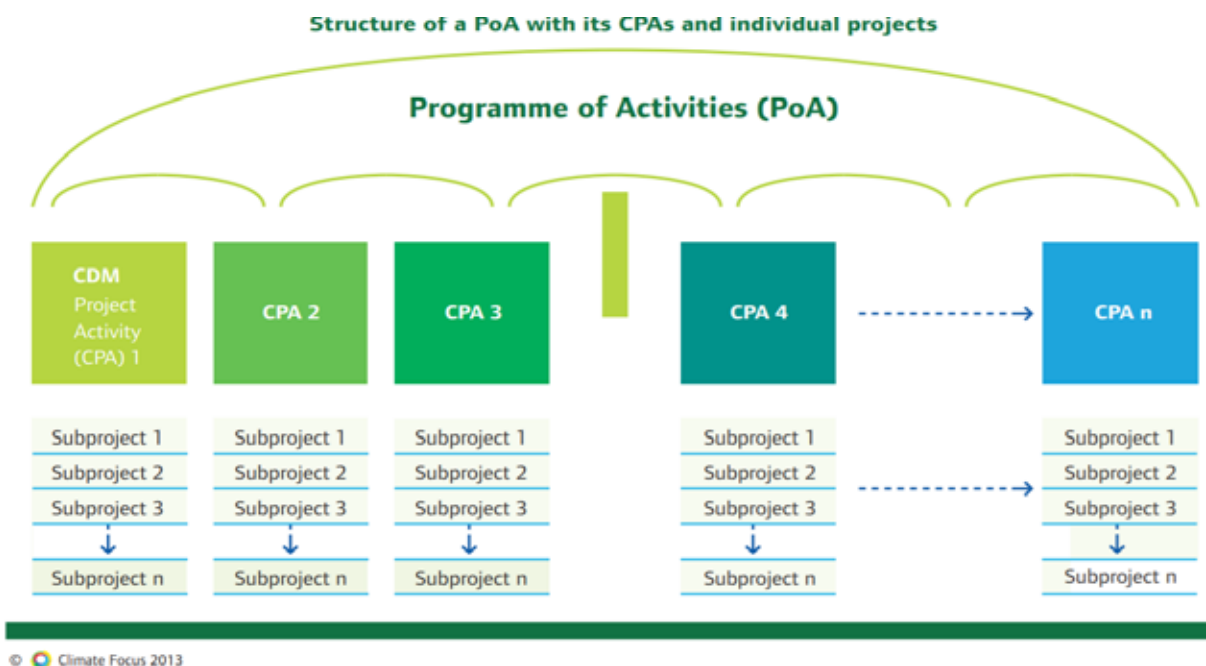 Structure of a PoA with its CPAs and individual projects
Programme of Activities (PoA)
CDM
Project
Activity
(CPA) 1
CPA 2
CPA 3
CPA 4
CPA n
Subproject 1
Subproject 2
Subproject 3
Subproject n
Subproject 1
Subproject 2
Subproject 3
Subproject n
Subproject 1
Subproject 2
Subproject 3
Subproject n
Subproject 1
Subproject 2
Subproject 3
Subproject n
Subproject 1
Subproject 2
Subproject 3
Subproject n
© Climate Focus 2013